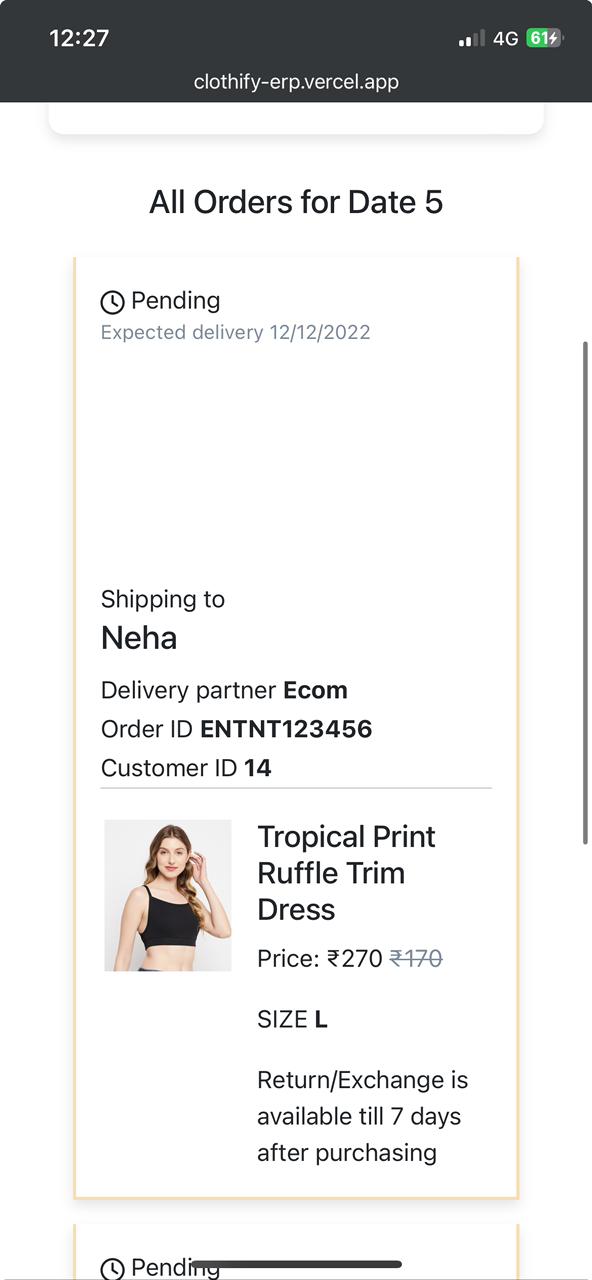 12:27
4G
61
clothify-erp.vercel.app
All Orders for Date 5
Pending
Expected delivery 12/12/2022
Shipping to
Neha
Delivery partner Ecom
Order ID ENTNT123456
Customer ID 14
Tropical Print
Ruffle Trim
Dress
Price: ₹270 ₹170
SIZE L
Return/Exchange is
available till 7 days
after purchasing
Pending